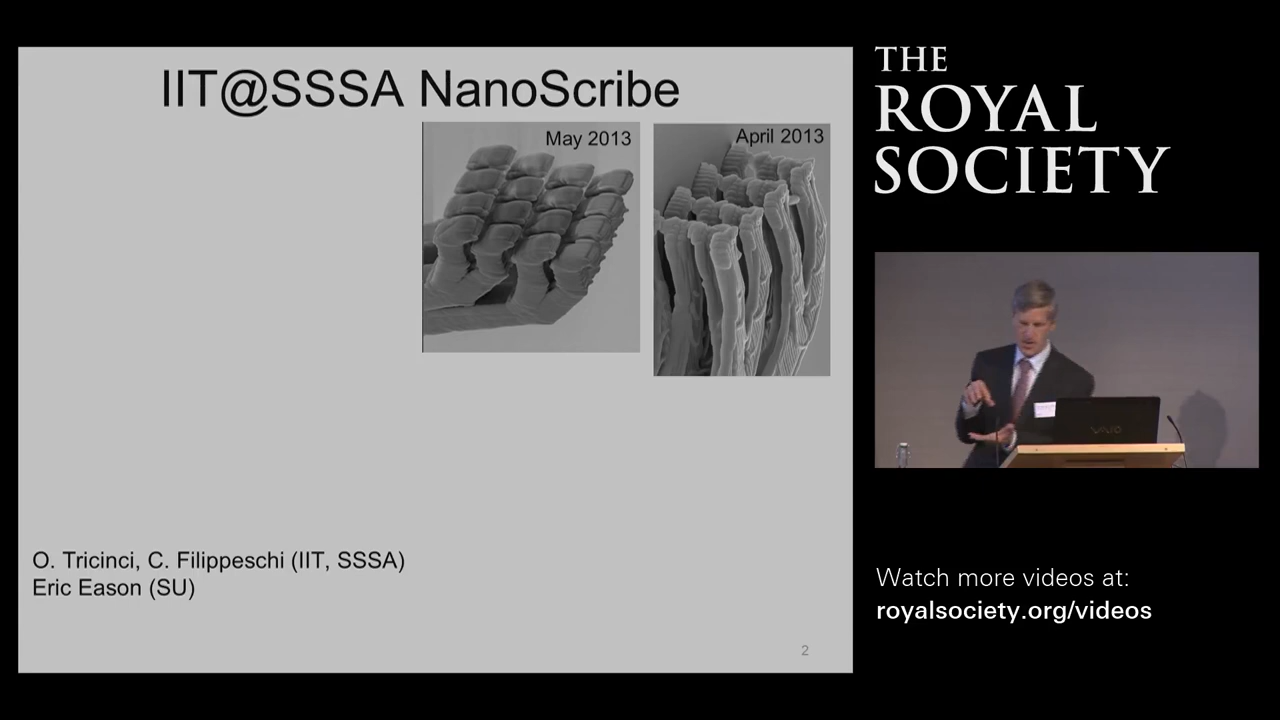 IIT@SSSA NanoScribe
May 2013
April 2013
O. Tricinci, C. Filippeschi (IIT, SSSA)
Eric Eason (SU)
2
THE
ROYAL
SOCIETY
VAIO
Watch more videos at:
royalsociety.org/videos